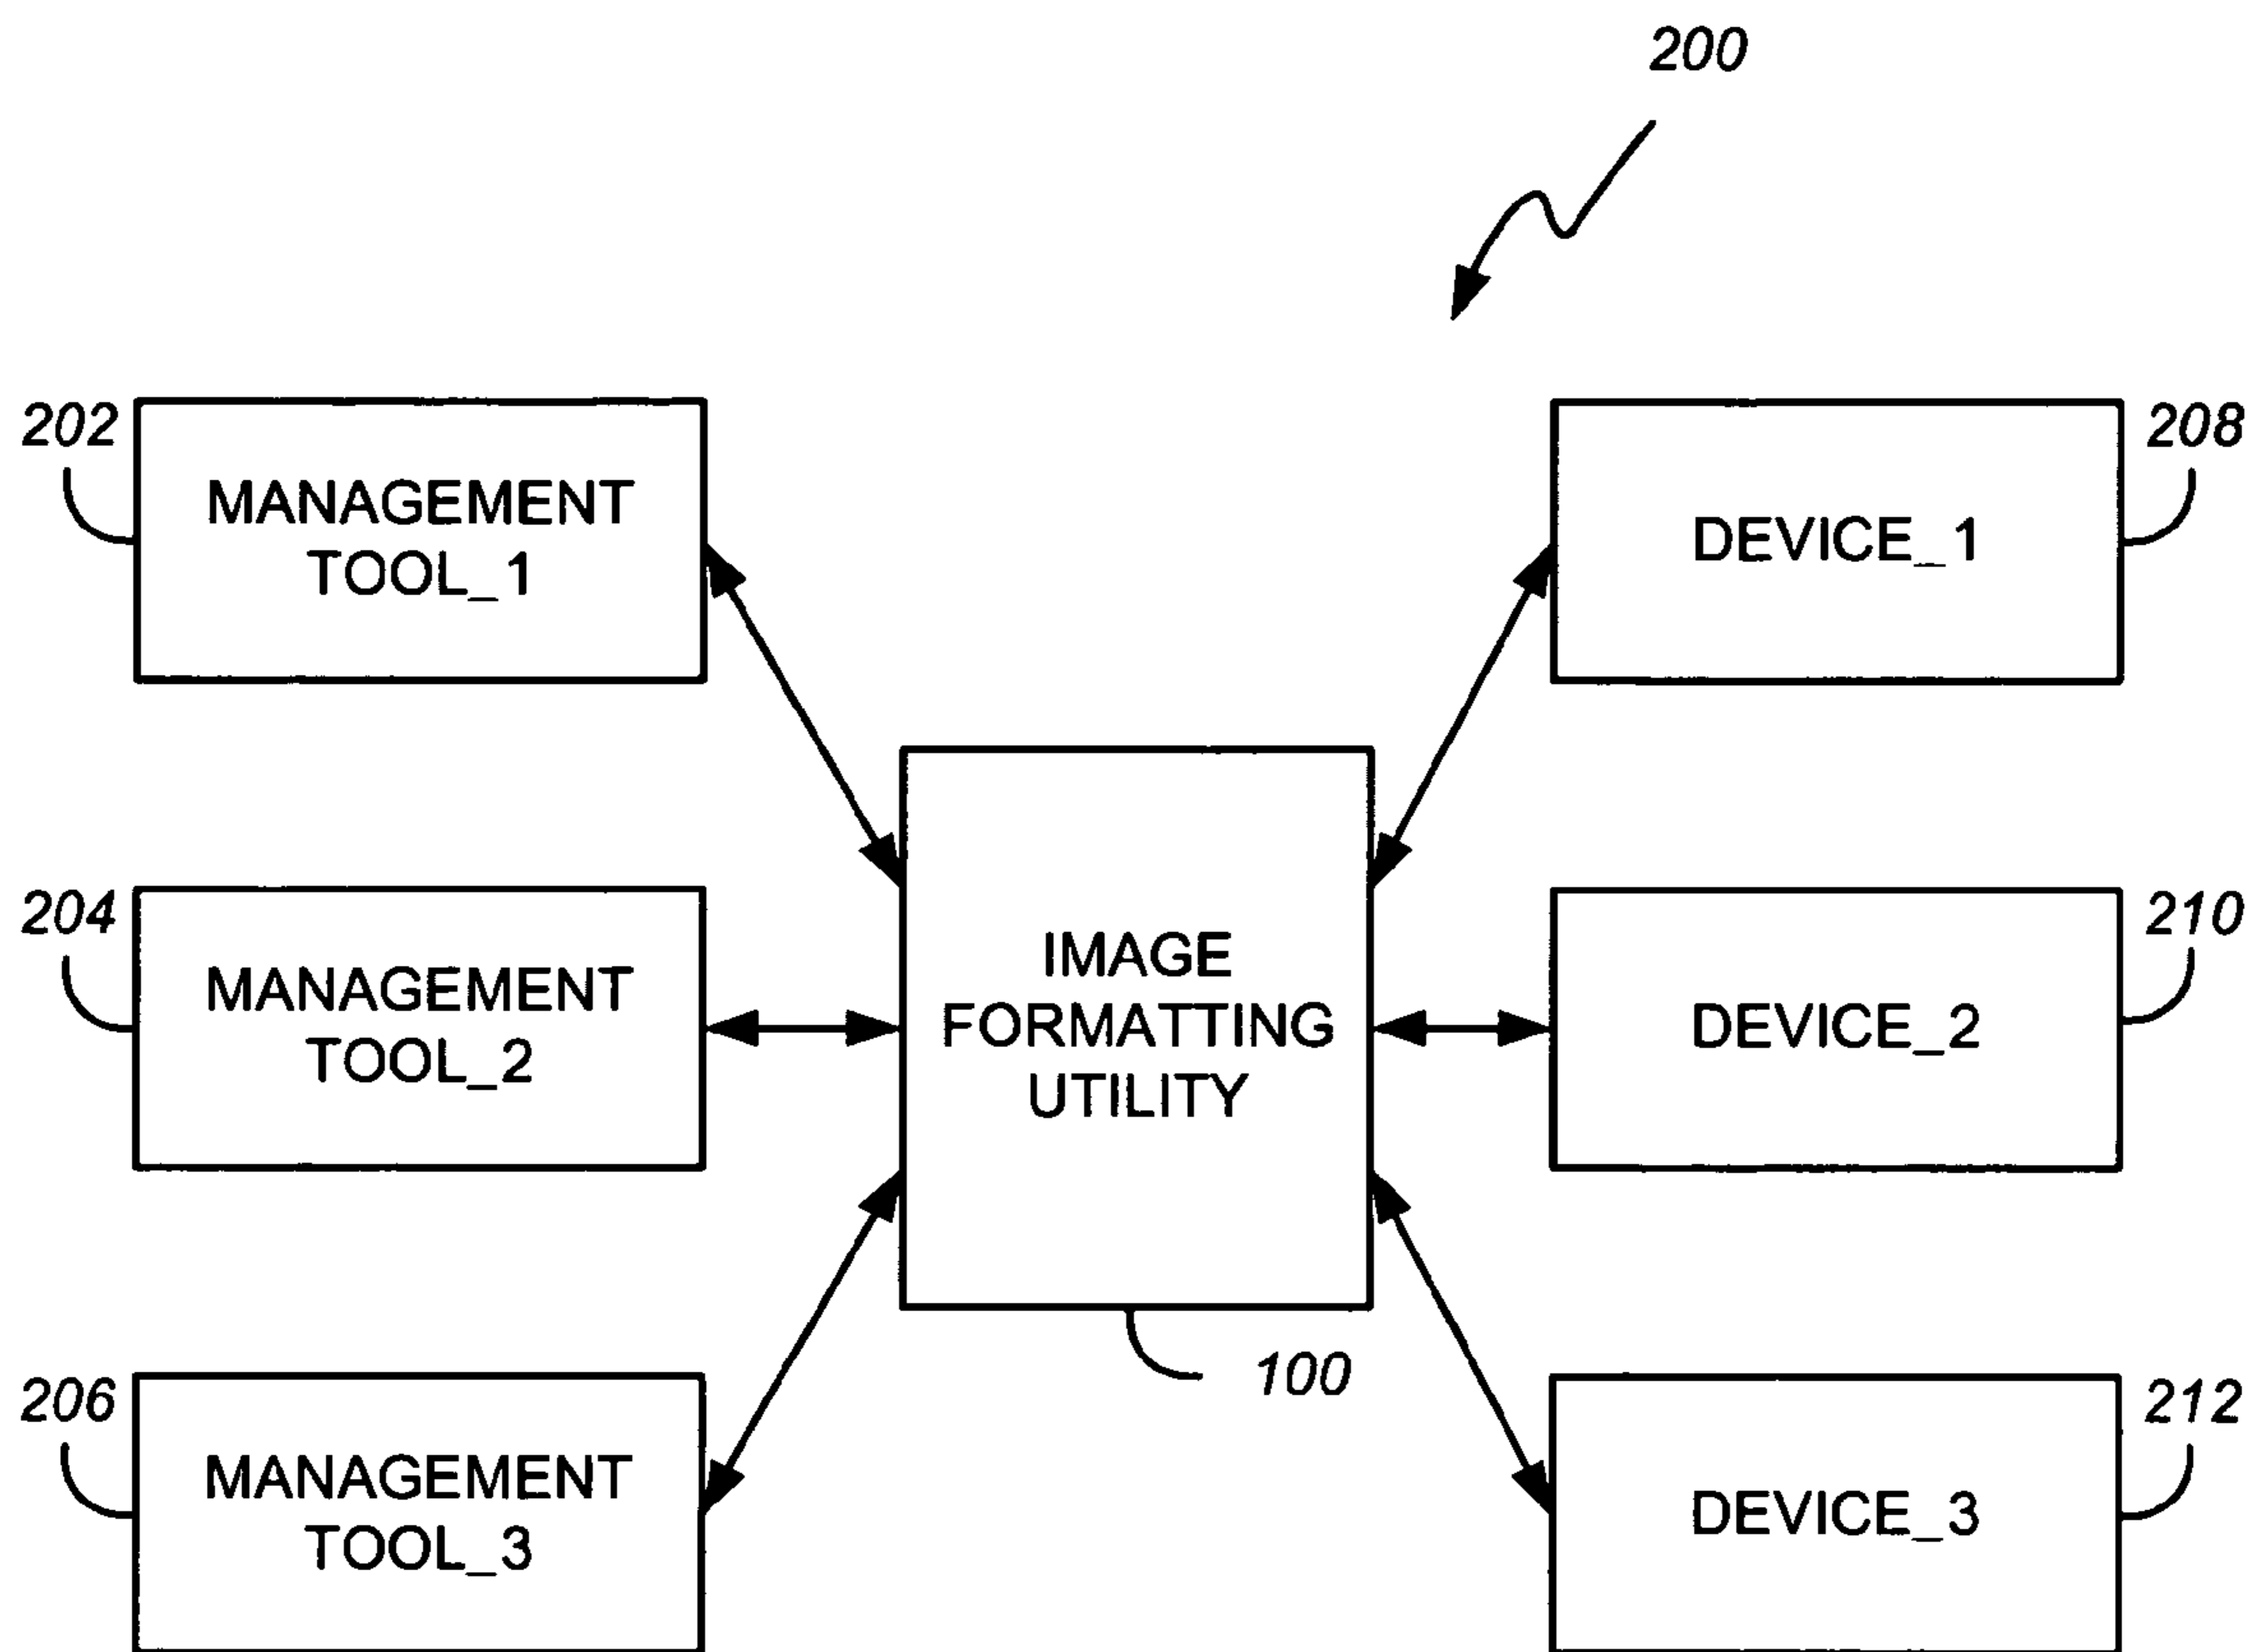 200
202
MANAGEMENT
TOOL_1
208
DEVICE_1
204
MANAGEMENT
TOOL_2
IMAGE
FORMATTING
UTILITY
210
DEVICE_2
100
206
MANAGEMENT
TOOL_3
212
DEVICE_3